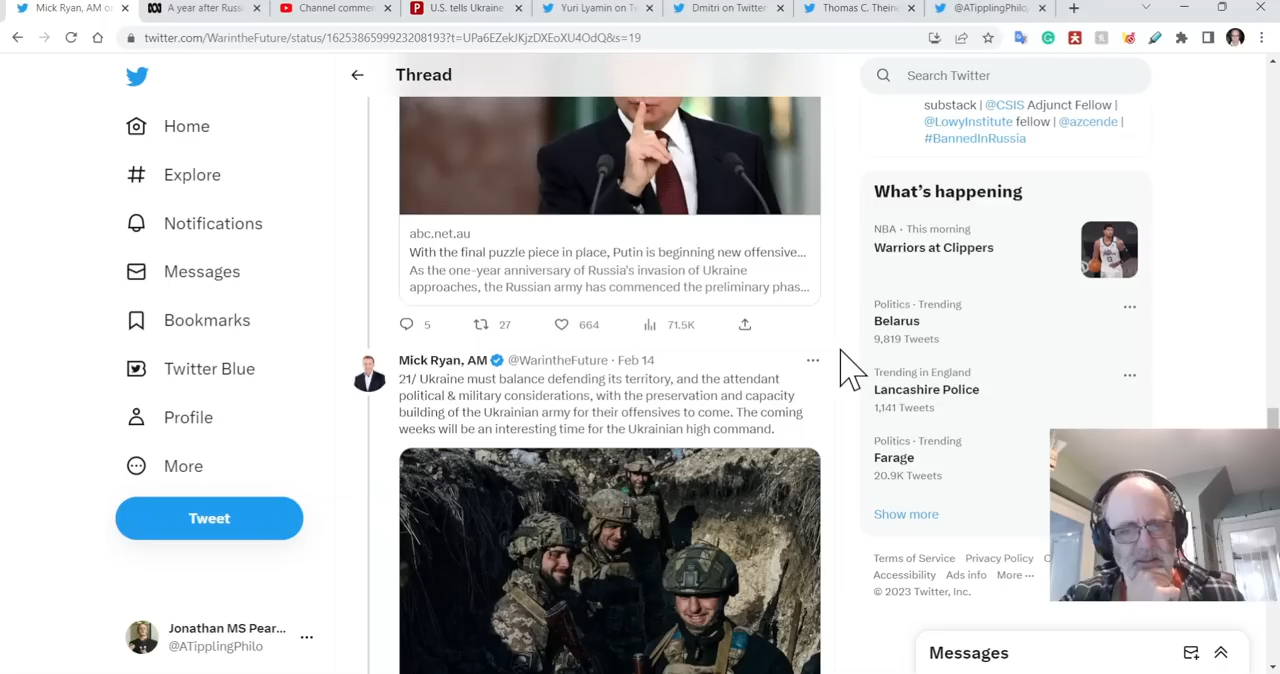 Mick Ryan, AM on
A year after Russi
Channel commen
U.S. tells Ukraine
Yuri Lyamin on Tw
Dmitri on Twitter
Thomas C. Theine
@ATipplingPhilo,
twitter.com/WarintheFuture/status/1625386599923208193?t=UPa6EZekJKjzDXEoXU4OdQ&s=19
Home
Explore
Notifications
Messages
Bookmarks
Twitter Blue
Profile
More
Tweet
Jonathan MS Pear...
@ATipplingPhilo
Thread
abc.net.au
With the final puzzle piece in place, Putin is beginning new offensive...
As the one-year anniversary of Russia's invasion of Ukraine
approaches, the Russian army has commenced the preliminary phas...
5
27
664
71.5K
Mick Ryan, AM @WarintheFuture · Feb 14
21/ Ukraine must balance defending its territory, and the attendant
political & military considerations, with the preservation and capacity
building of the Ukrainian army for their offensives to come. The coming
weeks will be an interesting time for the Ukrainian high command.
Search Twitter
substack | @CSIS Adjunct Fellow |
@LowyInstitute fellow | @azcende |
#BannedInRussia
What's happening
NBA · This morning
Warriors at Clippers
Politics · Trending
Belarus
9,819 Tweets
Trending in England
Lancashire Police
1,141 Tweets
Politics · Trending
Farage
20.9K Tweets
Show more
Terms of Service Privacy Policy
Accessibility Ads info More ...
© 2023 Twitter, Inc.
Messages